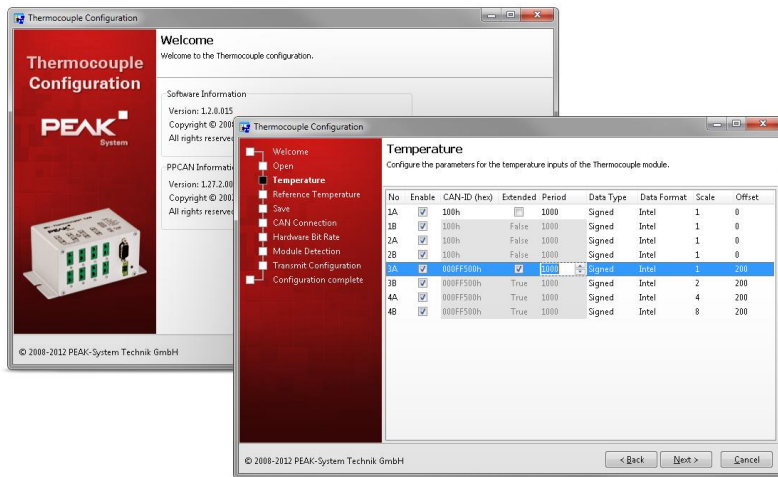 Thermocouple Configuration
Thermocouple
Configuration
PEAK
System
Welcome
Welcome to the Thermocouple configuration.
Software Information
Version: 1.2.0.015
Copyright © 
All rights
PPCAN
Version: 1.27.2.00
Copyright © 
All rights
© 2008-2012 PEAK-System Technik GmbH
Thermocouple Configuration
Welcome
Open
Temperature
Reference Temperature
Save
CAN Connection
Hardware Bit Rate
Module Detection
Transmit Configuration
Configuration complete
Temperature
Configure the parameters for the temperature inputs of the Thermocouple module.
No Enable CAN-ID (hex) Extended Period Data Type Data Format Scale Offset
1A 100h 1000 Signed Intel 1 0
1B 100h False 1000 Signed Intel 1 0
2A 100h False 1000 Signed Intel 1 0
2B 100h False 1000 Signed Intel 1 0
3A 000FF500h 1000 Signed Intel 1 200
3B 000FF500h True 1000 Signed Intel 2 200
4A 000FF500h True 1000 Signed Intel 4 200
4B 000FF500h True 1000 Signed Intel 8 200
© 2008-2012 PEAK-System Technik GmbH
< Back Next > Cancel